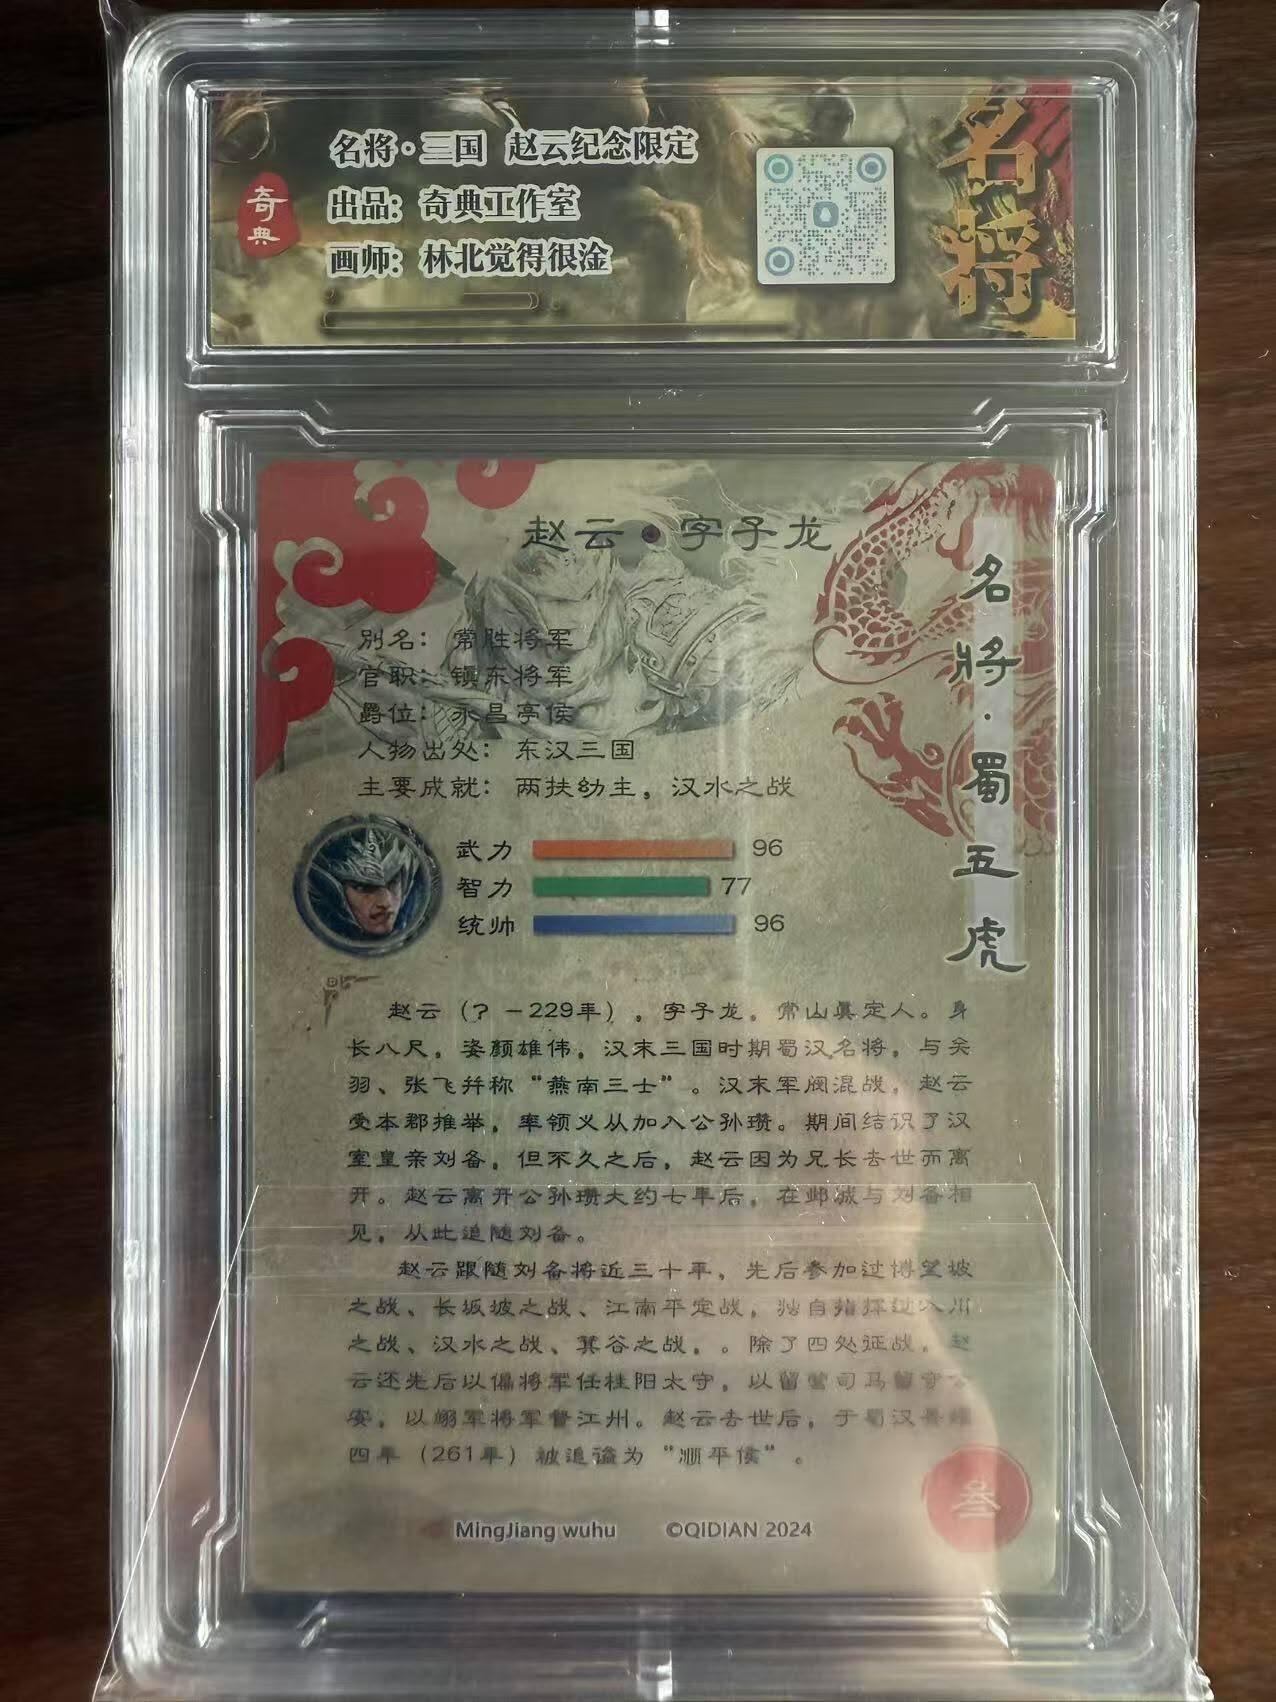 名将·三国 赵云纪念限定
出品：奇典工作室
画师：林北觉得很淦
奇典
名将
赵云·字子龙
别名：常胜将军
官职：镇东将军
爵位：永昌亭侯
人物出处：东汉三国
主要成就：两扶幼主，汉水之战
武力 96
智力 77
统帅 96
名将·蜀五虎
赵云（？－229年），字子龙，常山真定人。身
长八尺，姿颜雄伟，汉末三国时期蜀汉名将，与关
羽、张飞并称“燕南三士”。汉末军阀混战，赵云
受本郡推举，率领义从加入公孙瓒。期间结识了汉
室皇亲刘备，但不久之后，赵云因为兄长去世而离
开。赵云离开公孙瓒大约七年后，在邺城与刘备相
见，从此追随刘备。
赵云跟随刘备将近三十年，先后参加过博望坡
之战、长坂坡之战、江南平定战，独自指挥过入川
之战、汉水之战、箕谷之战，。除了四处征战，赵
云还先后以偏将军任桂阳太守，以留营司马留守公
安，以翊军将军督江州。赵云去世后，于蜀汉景耀
四年（261年）被追谥为“顺平侯”。
叁
MingJiang wuhu ©QIDIAN 2024